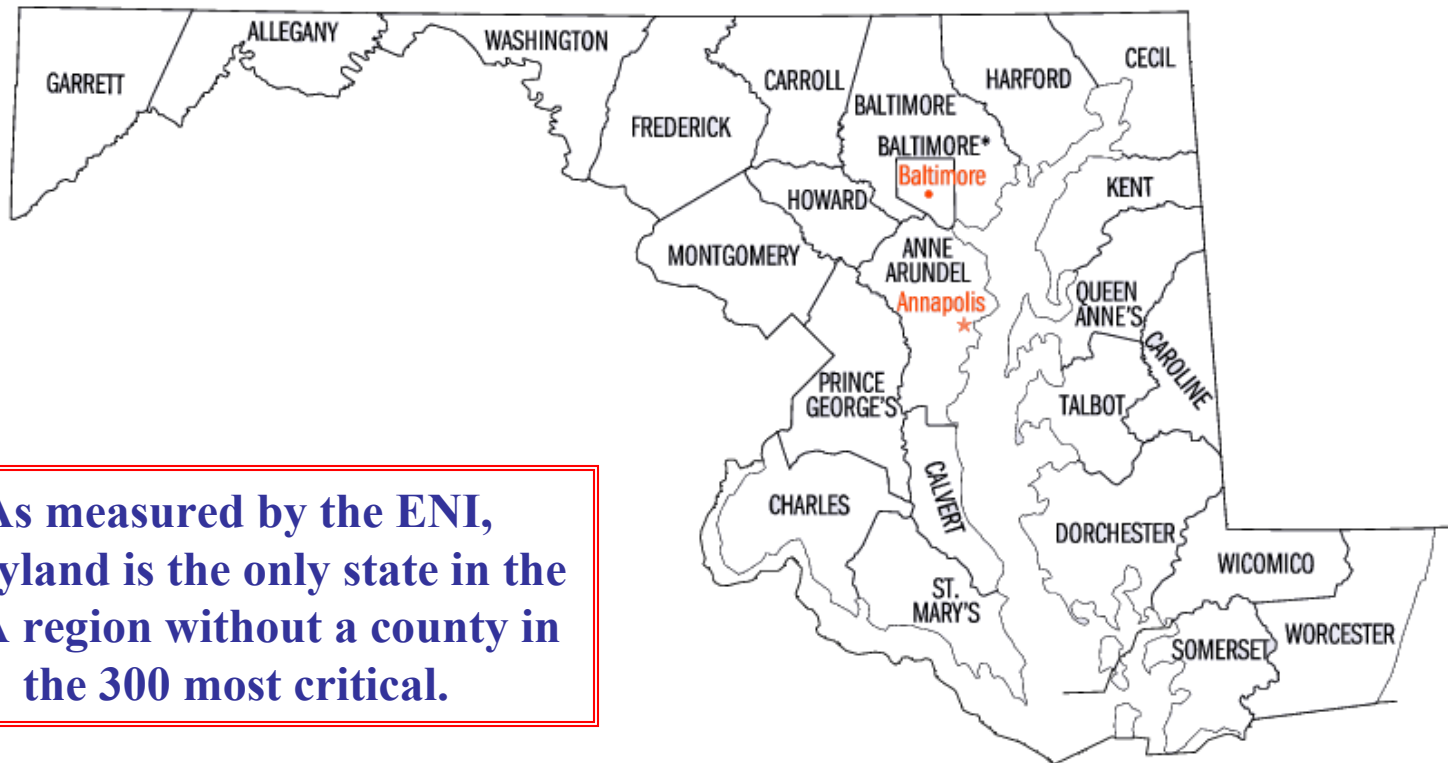 ALLEGANY
WASHINGTON
GARRETT
CARROLL
HARFORD
CECIL
FREDERICK
BALTIMORE
BALTIMORE*
Baltimore
HOWARD
KENT
MONTGOMERY
ANNE
ARUNDEL
Annapolis
QUEEN
ANNE'S
CAROLINE
PRINCE
GEORGE'S
TALBOT
CHARLES
CALVERT
DORCHESTER
WICOMICO
ST.
MARY'S
SOMERSET
WORCESTER
As measured by the ENI,
yland is the only state in the
region without a county in
the 300 most critical.